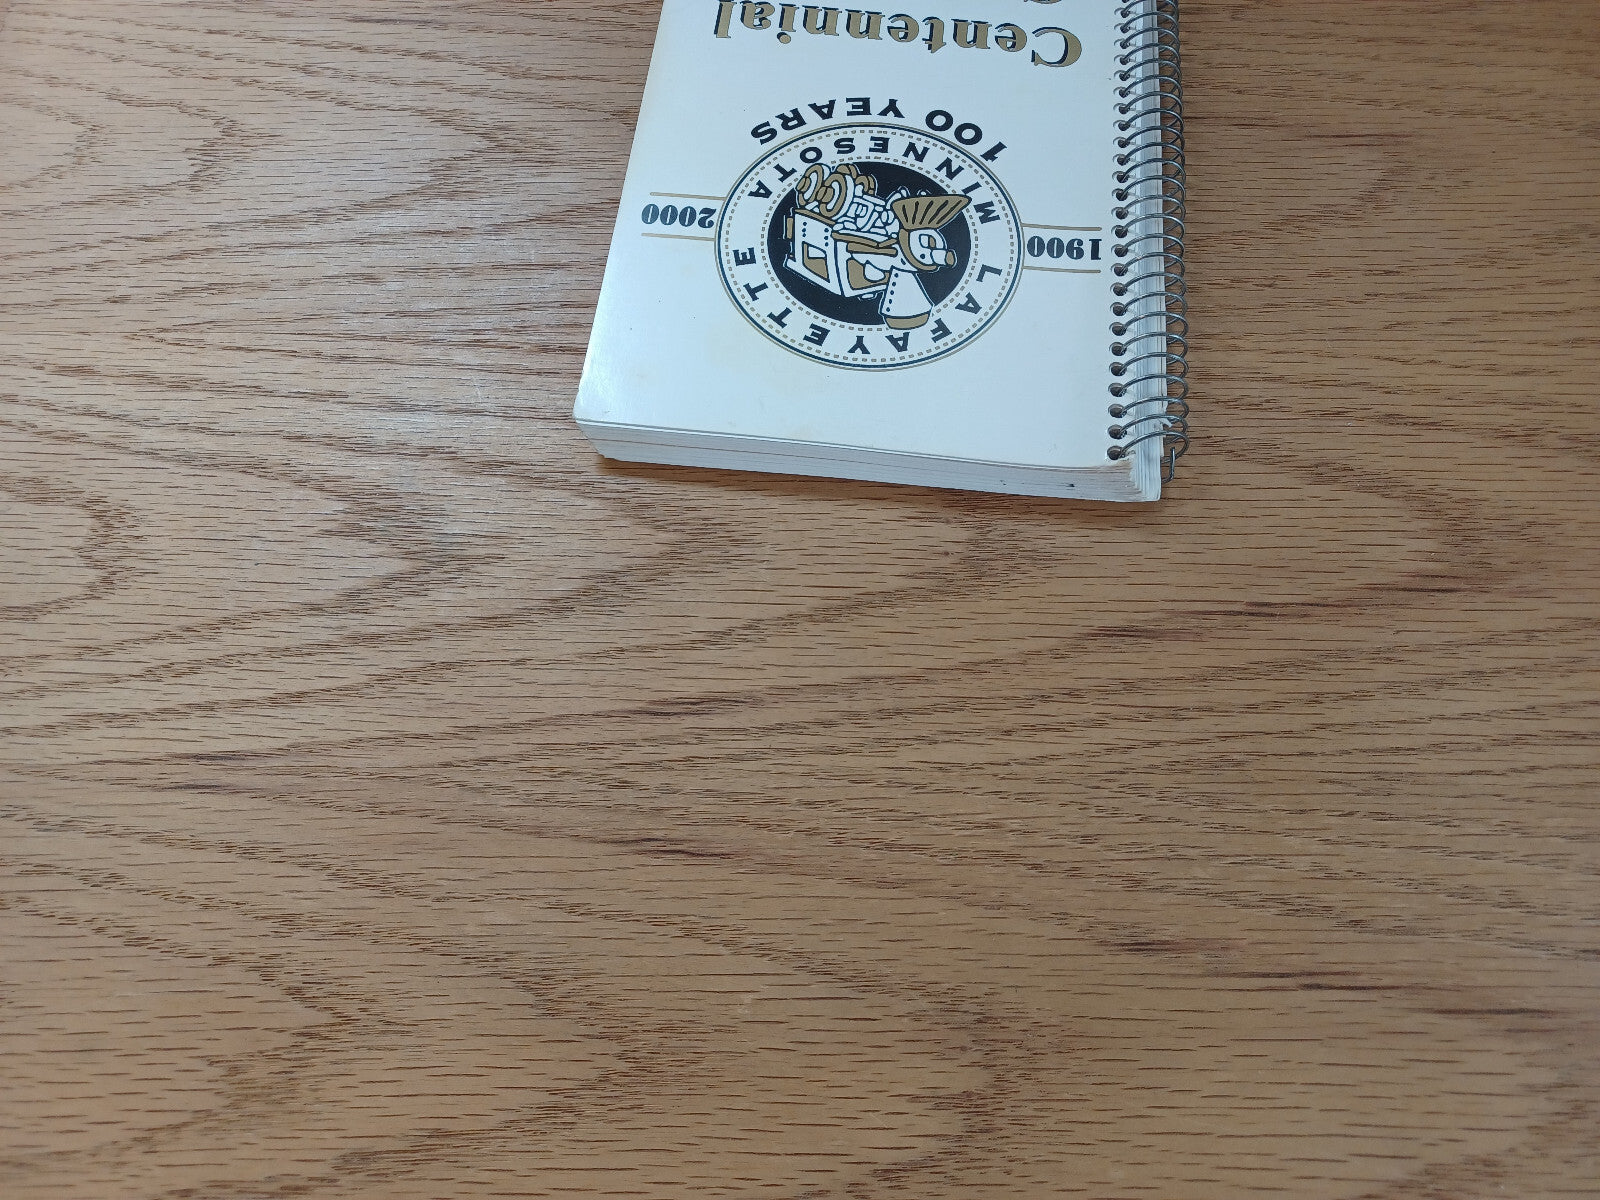 Centennial
100 YEARS
LAFAYETTE MINNESOTA
1900
2000